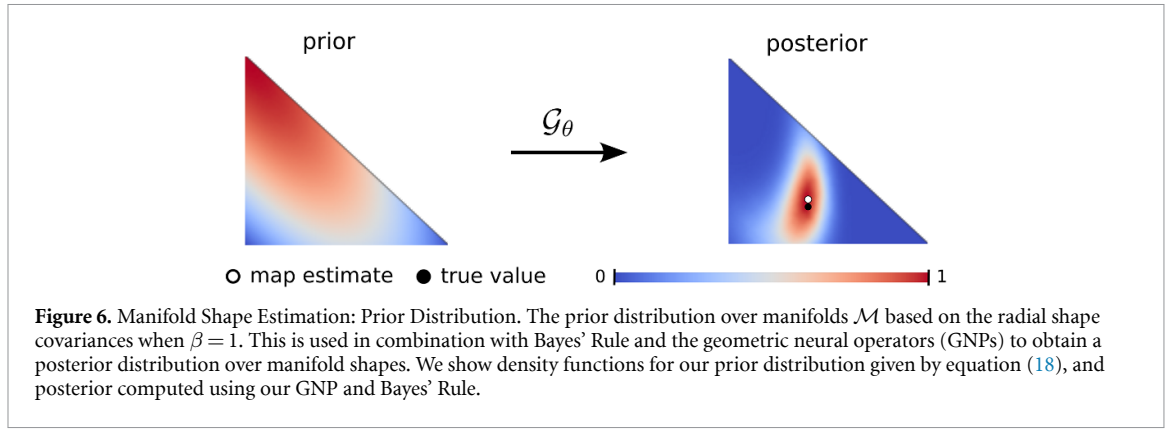 prior
posterior
𝒢θ
map estimate
true value
0
1
Figure 6. Manifold Shape Estimation: Prior Distribution. The prior distribution over manifolds ℳ based on the radial shape
covariances when β = 1. This is used in combination with Bayes’ Rule and the geometric neural operators (GNPs) to obtain a
posterior distribution over manifold shapes. We show density functions for our prior distribution given by equation (18), and
posterior computed using our GNP and Bayes’ Rule.